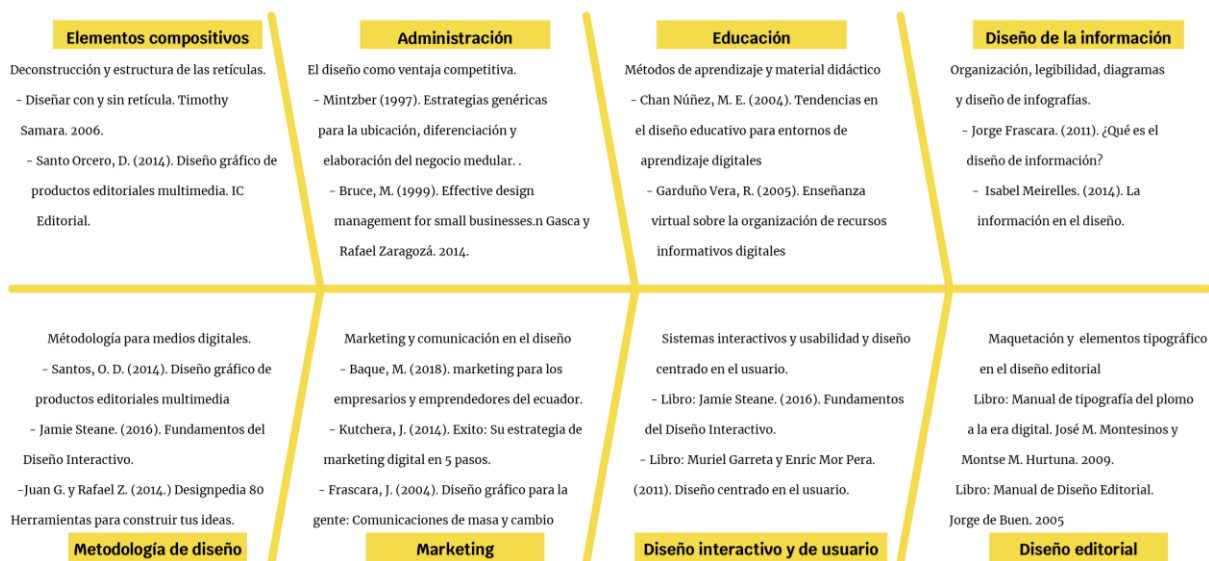 Elementos compositivos
Deconstrucción y estructura de las retículas.
- Diseñar con y sin retícula. Timothy
Samara. 2006.
- Santo Orcero, D. (2014). Diseño gráfico de
productos editoriales multimedia. IC
Editorial.
Administración
El diseño como ventaja competitiva.
- Mintzber (1997). Estrategias genéricas
para la ubicación, diferenciación y
elaboración del negocio medular. .
- Bruce, M. (1999). Effective design
management for small businesses.n Gasca y
Rafael Zaragozá. 2014.
Educación
Métodos de aprendizaje y material didáctico
- Chan Núñez, M. E. (2004). Tendencias en
el diseño educativo para entornos de
aprendizaje digitales
- Garduño Vera, R. (2005). Enseñanza
virtual sobre la organización de recursos
informativos digitales
Diseño de la información
Organización, legibilidad, diagramas
y diseño de infografías.
- Jorge Frascara. (2011). ¿Qué es el
diseño de información?
- Isabel Meirelles. (2014). La
información en el diseño.
Métodología para medios digitales.
- Santos, O. D. (2014). Diseño gráfico de
productos editoriales multimedia
- Jamie Steane. (2016). Fundamentos del
Diseño Interactivo.
-Juan G. y Rafael Z. (2014.) Designpedia 80
Herramientas para construir tus ideas.
Metodología de diseño
Marketing y comunicación en el diseño
- Baque, M. (2018). marketing para los
empresarios y emprendedores del ecuador.
- Kutchera, J. (2014). Exito: Su estrategia de
marketing digital en 5 pasos.
- Frascara, J. (2004). Diseño gráfico para la
gente: Comunicaciones de masa y cambio
Marketing
Sistemas interactivos y usabilidad y diseño
centrado en el usuario.
- Libro: Jamie Steane. (2016). Fundamentos
del Diseño Interactivo.
- Libro: Muriel Garreta y Enric Mor Pera.
(2011). Diseño centrado en el usuario.
Diseño interactivo y de usuario
Maquetación y elementos tipográfico
en el diseño editorial
Libro: Manual de tipografía del plomo
a la era digital. José M. Montesinos y
Montse M. Hurtuna. 2009.
Libro: Manual de Diseño Editorial.
Jorge de Buen. 2005
Diseño editorial